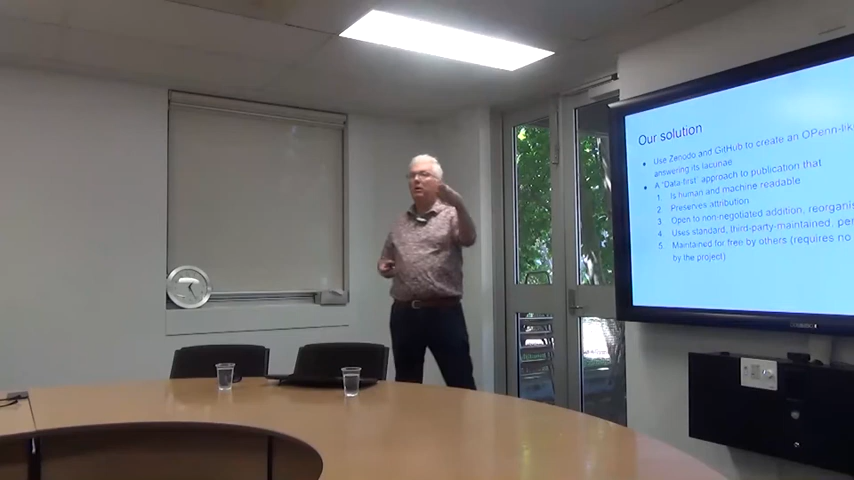 Our Solution
• Use Zenodo and GitHub to create an OPenn-lik
answering its lacuna.
• A "Data first" approach to publication that
1. Is human and machine readable
2. Preserves attribution
3. Open to non-negotiated addition, reorganis
4. Uses standard, third-party-maintained, per
5. Maintained for free by others (requires no
by the project)